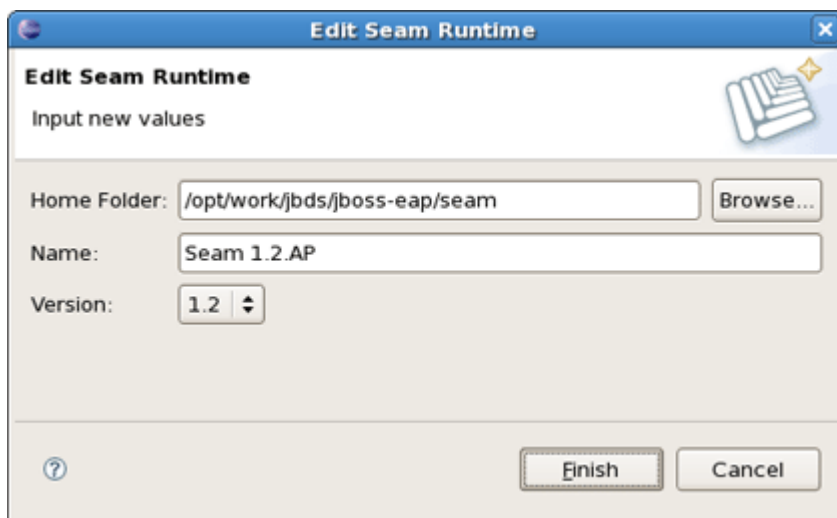 Edit Seam Runtime
Edit Seam Runtime
Input new values
Home Folder: /opt/work/jbds/jboss-eap/seam Browse...
Name: Seam 1.2.AP
Version: 1.2
Finish Cancel